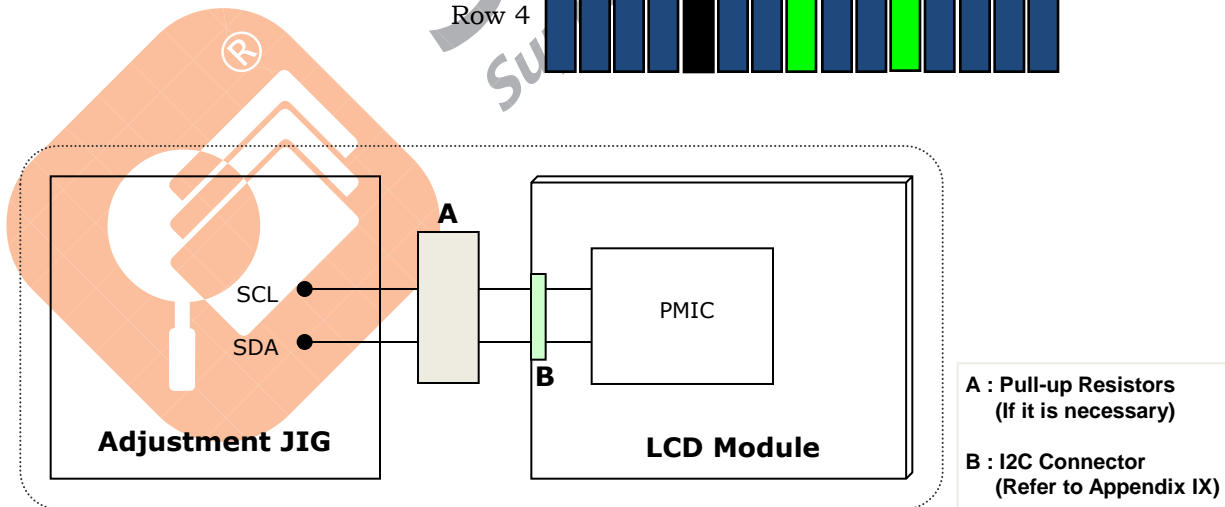 Row 4
Su
®
A
SCL
SDA
PMIC
B
Adjustment JIG
LCD Module
A : Pull-up Resistors
(If it is necessary)
B : I2C Connector
(Refer to Appendix IX)